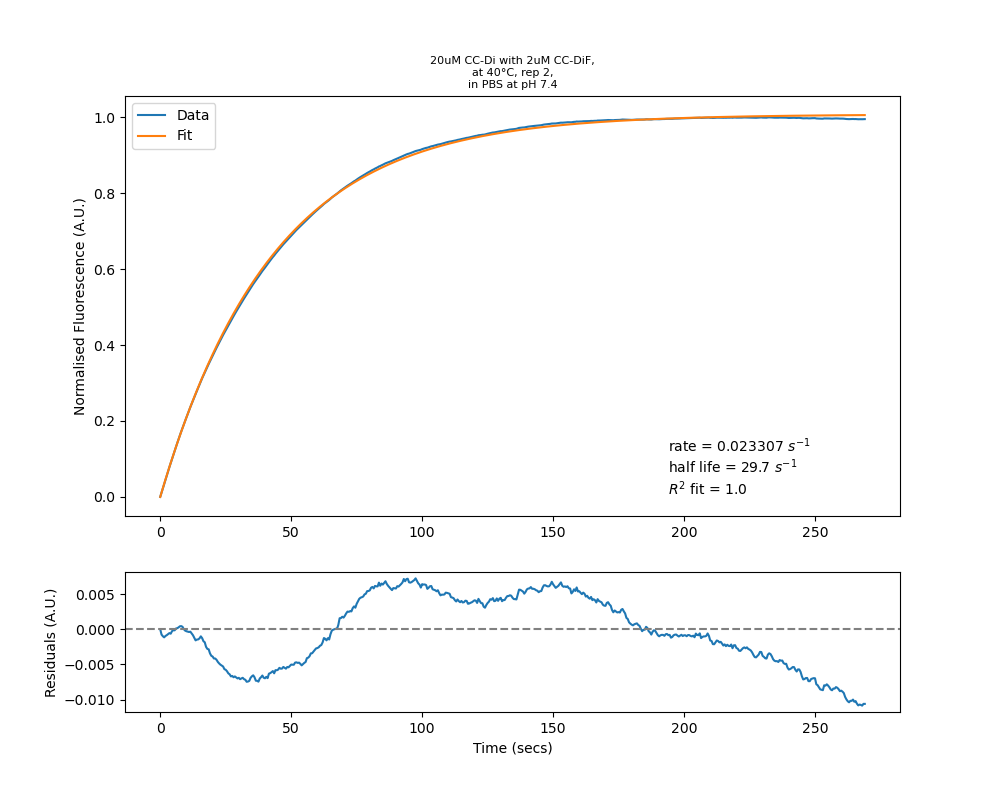 20uM CC-Di with 2uM CC-DiF,
at 40°C, rep 2,
in PBS at pH 7.4
Data
Fit
Normalised Fluorescence (A.U.)
1.0
0.8
0.6
0.4
0.2
0.0
rate = 0.023307 s⁻¹
half life = 29.7 s⁻¹
R² fit = 1.0
0 50 100 150 200 250
Residuals (A.U.)
0.005
0.000
−0.005
−0.010
0 50 100 150 200 250
Time (secs)